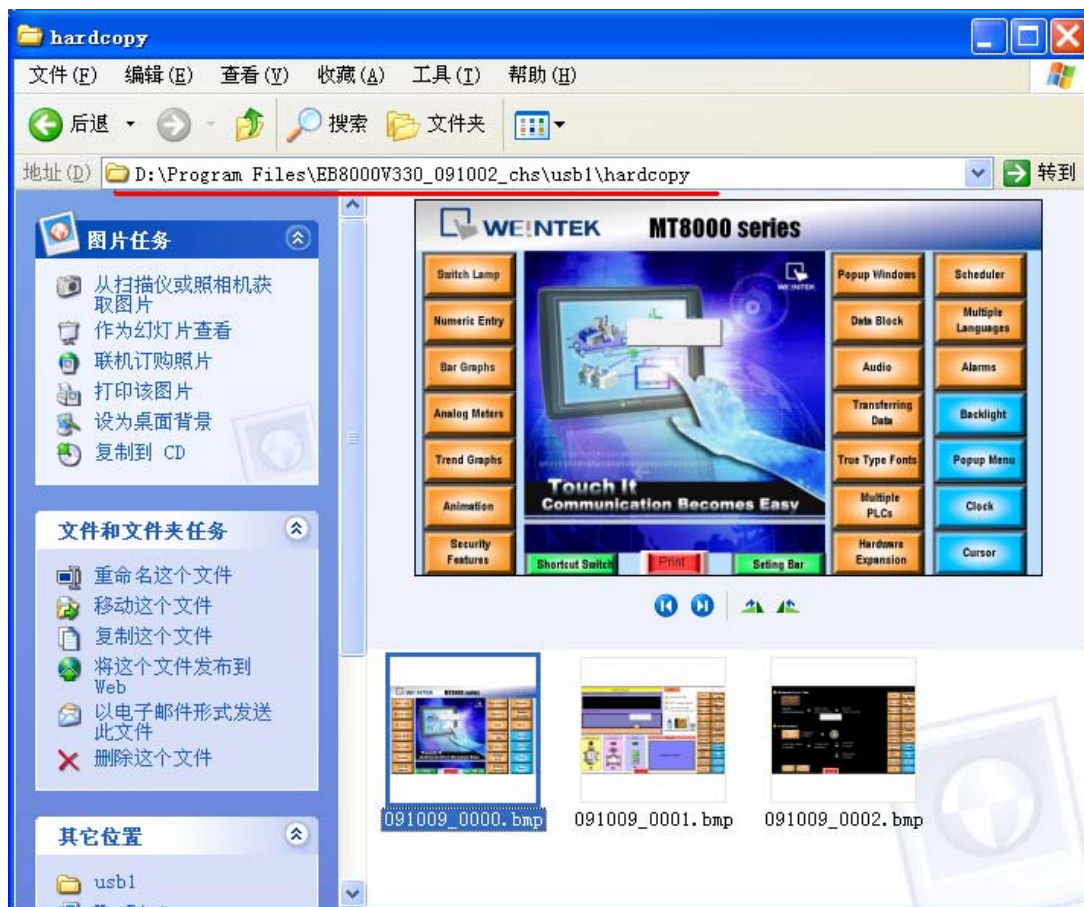 hardcopy
文件(F) 编辑(E) 查看(V) 收藏(A) 工具(T) 帮助(H)
后退 搜索 文件夹
地址(D) D:\Program Files\EB8000V330_091002_chs\usb1\hardcopy 转到
图片任务
从扫描仪或照相机获
取图片
作为幻灯片查看
联机订购照片
打印该图片
设为桌面背景
复制到 CD
文件和文件夹任务
重命名这个文件
移动这个文件
复制这个文件
将这个文件发布到
Web
以电子邮件形式发送
此文件
删除这个文件
其它位置
usb1
WE!NTEK MT8000 series
Switch Lamp
Numeric Entry
Bar Graphs
Analog Meters
Trend Graphs
Animation
Security
Features
WE!NTEK
Touch It
Communication Becomes Easy
Shortcut Switch Print Seting Bar
Popup Windows
Data Block
Audio
Transferring
Data
True Type Fonts
Multiple
PLCs
Hardware
Expansion
Scheduler
Multiple
Languages
Alarms
Backlight
Popup Menu
Clock
Cursor
091009_0000.bmp 091009_0001.bmp 091009_0002.bmp